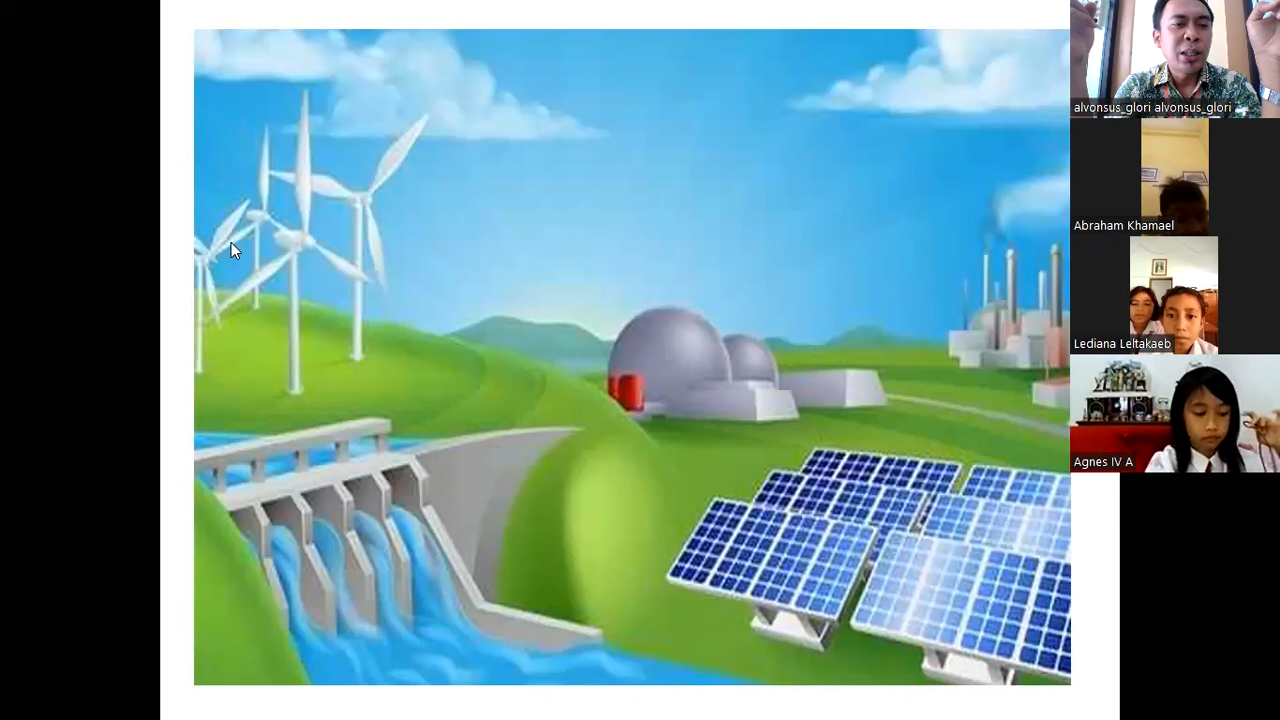 alvonsus_glori alvonsus_glori
Abraham Khamael
Lediana Leltakaeb
Agnes IV A